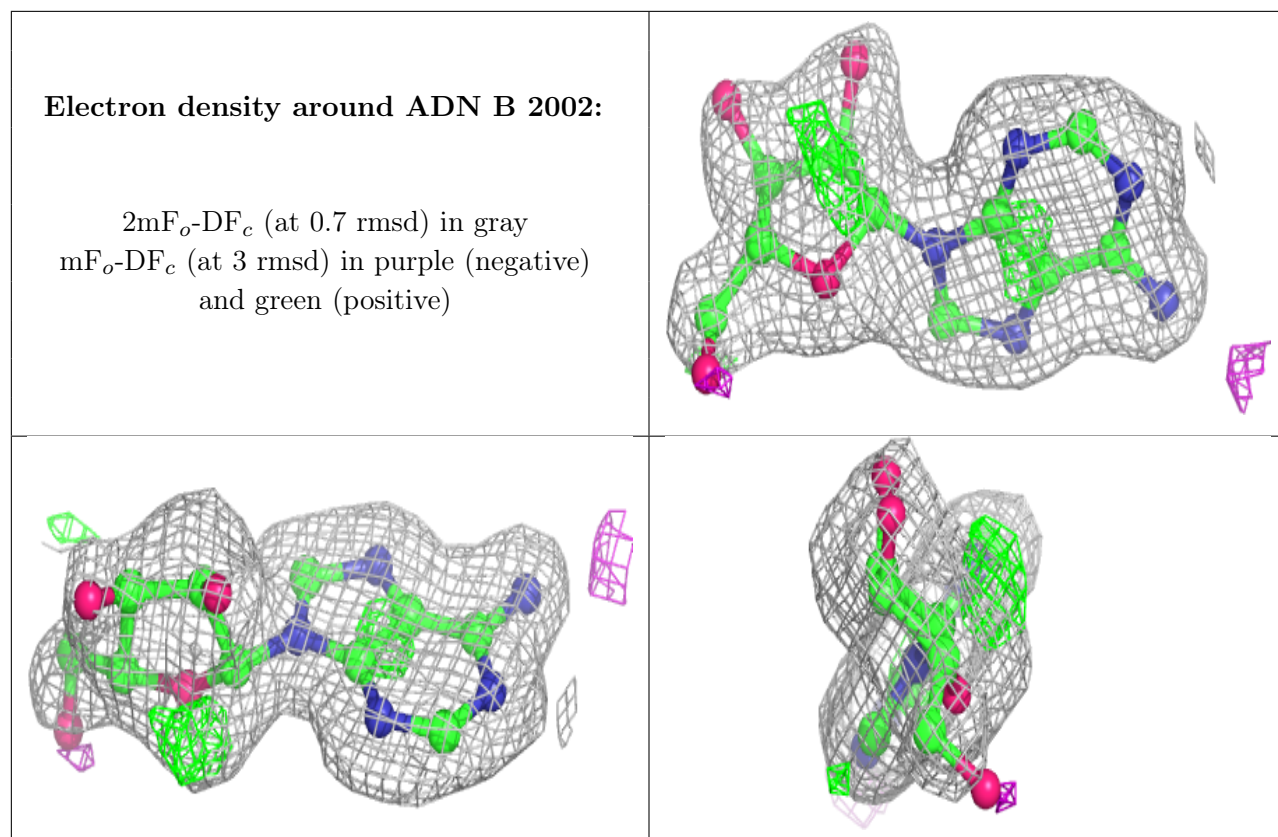 Electron density around ADN B 2002:
2mFₒ-DF𝒸 (at 0.7 rmsd) in gray
mFₒ-DF𝒸 (at 3 rmsd) in purple (negative)
and green (positive)